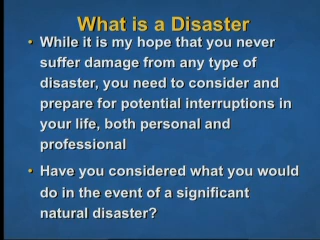 What is a Disaster
• While it is my hope that you never
suffer damage from any type of
disaster, you need to consider and
prepare for potential interruptions in
your life, both personal and
professional
• Have you considered what you would
do in the event of a significant
natural disaster?